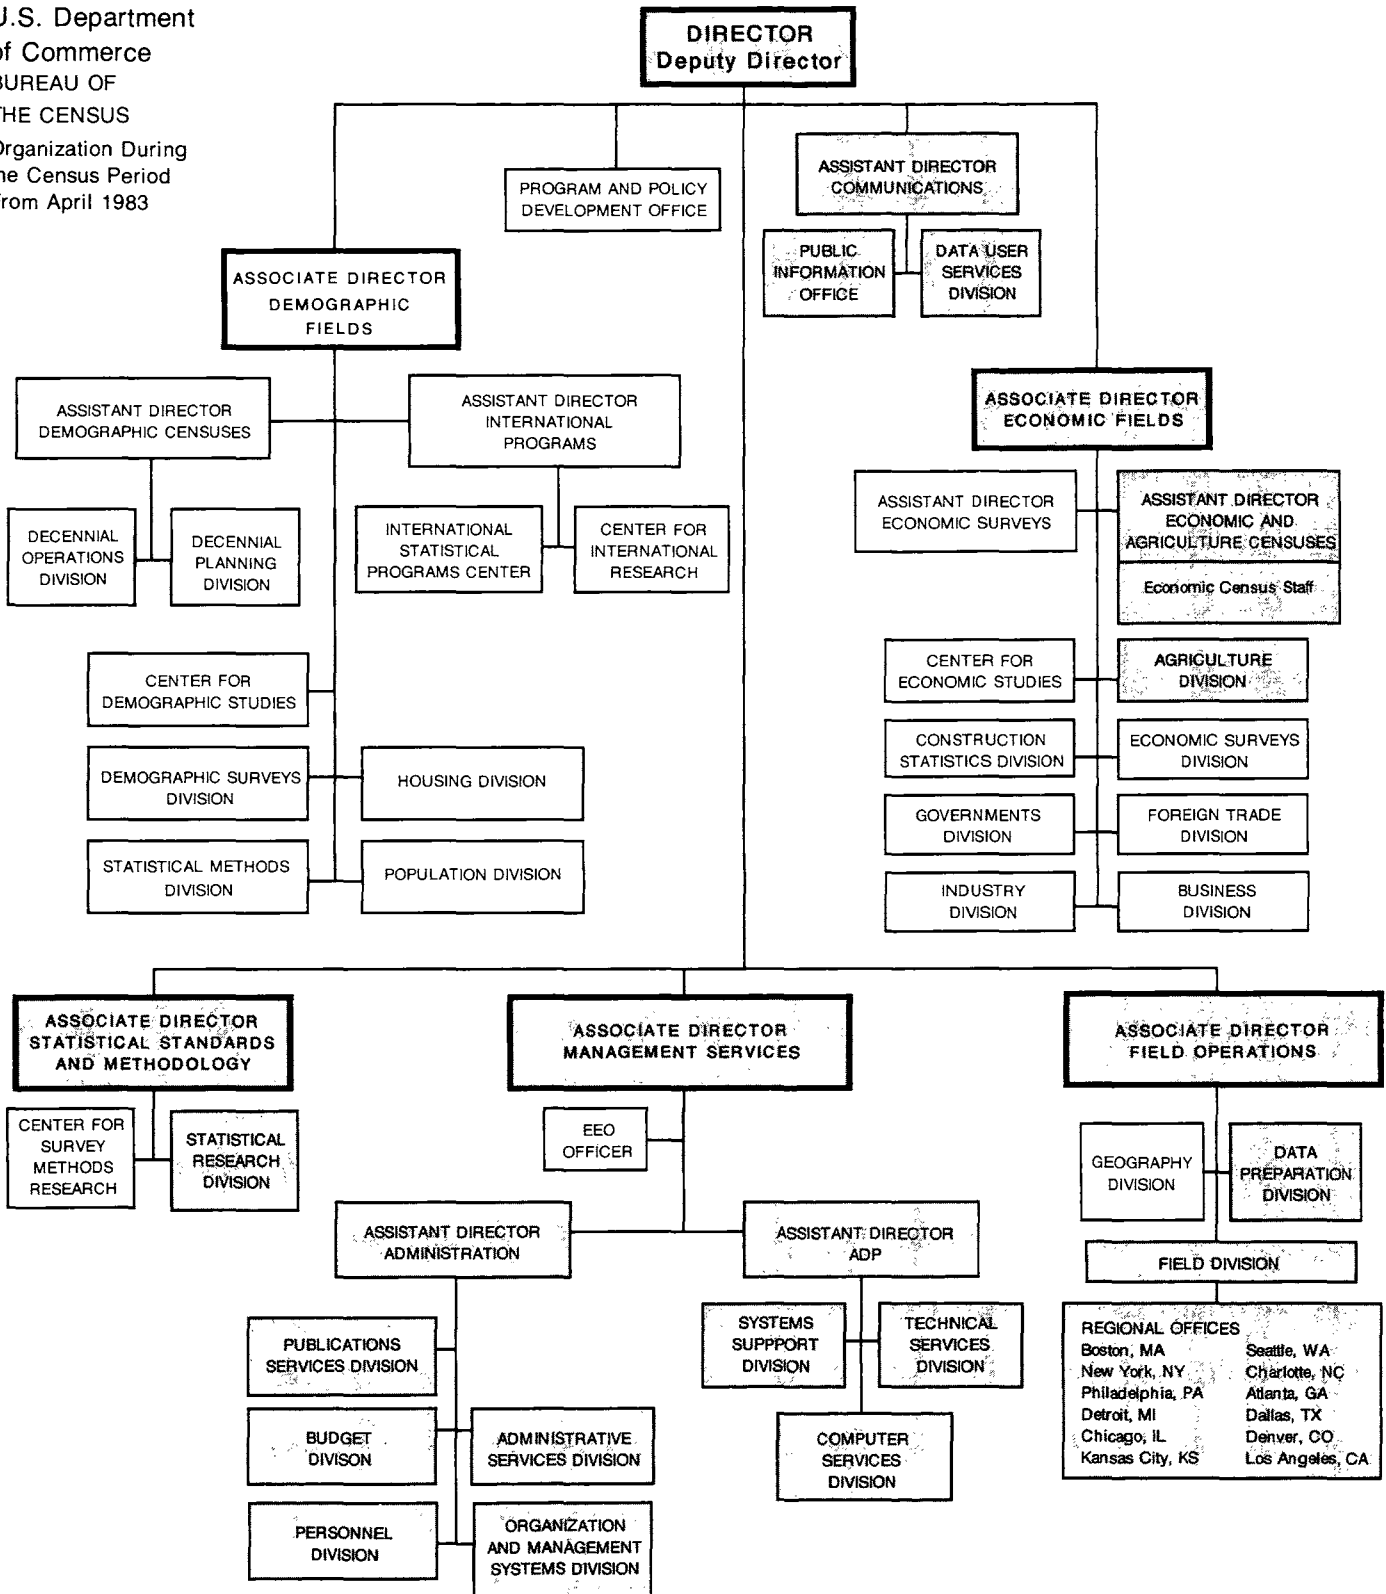 U.S. Department
of Commerce
BUREAU OF
THE CENSUS
Organization During
the Census Period
from April 1983
DIRECTOR
Deputy Director
PROGRAM AND POLICY
DEVELOPMENT OFFICE
ASSISTANT DIRECTOR
COMMUNICATIONS
PUBLIC
INFORMATION
OFFICE
DATA USER
SERVICES
DIVISION
ASSOCIATE DIRECTOR
DEMOGRAPHIC
FIELDS
ASSISTANT DIRECTOR
DEMOGRAPHIC CENSUSES
ASSISTANT DIRECTOR
INTERNATIONAL
PROGRAMS
DECENNIAL
OPERATIONS
DIVISION
DECENNIAL
PLANNING
DIVISION
INTERNATIONAL
STATISTICAL
PROGRAMS CENTER
CENTER FOR
INTERNATIONAL
RESEARCH
CENTER FOR
DEMOGRAPHIC STUDIES
DEMOGRAPHIC SURVEYS
DIVISION
HOUSING DIVISION
STATISTICAL METHODS
DIVISION
POPULATION DIVISION
ASSOCIATE DIRECTOR
ECONOMIC FIELDS
ASSISTANT DIRECTOR
ECONOMIC SURVEYS
ASSISTANT DIRECTOR
ECONOMIC AND
AGRICULTURE CENSUSES
Economic Census Staff
CENTER FOR
ECONOMIC STUDIES
AGRICULTURE
DIVISION
CONSTRUCTION
STATISTICS DIVISION
ECONOMIC SURVEYS
DIVISION
GOVERNMENTS
DIVISION
FOREIGN TRADE
DIVISION
INDUSTRY
DIVISION
BUSINESS
DIVISION
ASSOCIATE DIRECTOR
STATISTICAL STANDARDS
AND METHODOLOGY
CENTER FOR
SURVEY
METHODS
RESEARCH
STATISTICAL
RESEARCH
DIVISION
ASSOCIATE DIRECTOR
MANAGEMENT SERVICES
EEO
OFFICER
ASSISTANT DIRECTOR
ADMINISTRATION
ASSISTANT DIRECTOR
ADP
PUBLICATIONS
SERVICES DIVISION
BUDGET
DIVISON
ADMINISTRATIVE
SERVICES DIVISION
PERSONNEL
DIVISION
ORGANIZATION
AND MANAGEMENT
SYSTEMS DIVISION
SYSTEMS
SUPPPORT
DIVISION
TECHNICAL
SERVICES
DIVISION
COMPUTER
SERVICES
DIVISION
ASSOCIATE DIRECTOR
FIELD OPERATIONS
GEOGRAPHY
DIVISION
DATA
PREPARATION
DIVISION
FIELD DIVISION
REGIONAL OFFICES
Boston, MA
New York, NY
Philadelphia, PA
Detroit, MI
Chicago, IL
Kansas City, KS
Seattle, WA
Charlotte, NC
Atlanta, GA
Dallas, TX
Denver, CO
Los Angeles, CA